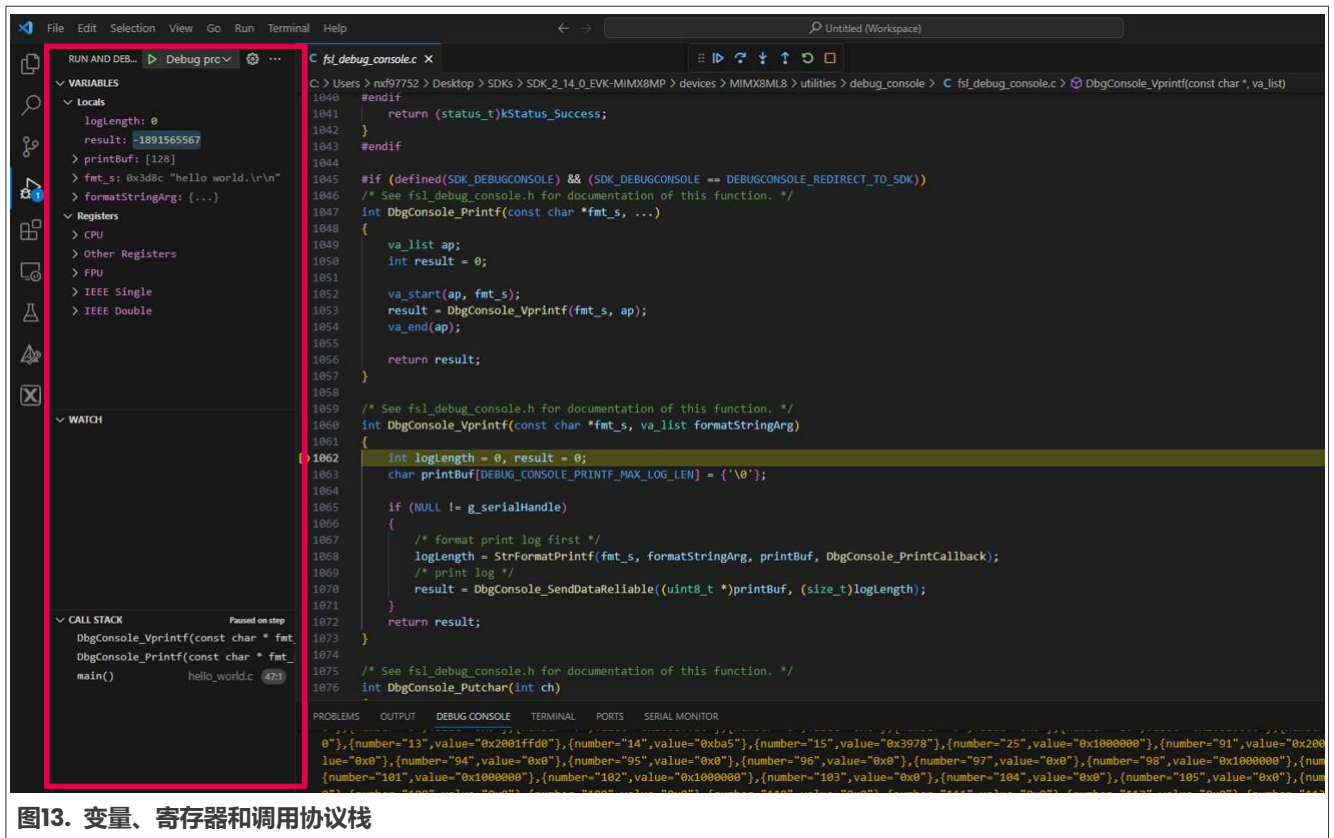 File Edit Selection View Go Run Terminal Help
Untitled (Workspace)
RUN AND DEB... Debug prc
VARIABLES
Locals
logLength: 0
result: -1891565567
printBuf: [128]
fmt_s: 0x3d8c "hello world.\r\n"
formatStringArg: {...}
Registers
CPU
Other Registers
FPU
IEEE Single
IEEE Double
WATCH
CALL STACK Paused on step
DbgConsole_Vprintf(const char * fmt_
DbgConsole_Printf(const char * fmt_
main() hello_world.c 47:1
1
C fsl_debug_console.c
C: > Users > nxf97752 > Desktop > SDKs > SDK_2_14_0_EVK-MIMX8MP > devices > MIMX8ML8 > utilities > debug_console > C fsl_debug_console.c > DbgConsole_Vprintf(const char *, va_list)
1040 #endif
1041 return (status_t)kStatus_Success;
1042 }
1043 #endif
1044
1045 #if (defined(SDK_DEBUGCONSOLE) && (SDK_DEBUGCONSOLE == DEBUGCONSOLE_REDIRECT_TO_SDK))
1046 /* See fsl_debug_console.h for documentation of this function. */
1047 int DbgConsole_Printf(const char *fmt_s, ...)
1048 {
1049 va_list ap;
1050 int result = 0;
1051
1052 va_start(ap, fmt_s);
1053 result = DbgConsole_Vprintf(fmt_s, ap);
1054 va_end(ap);
1055
1056 return result;
1057 }
1058
1059 /* See fsl_debug_console.h for documentation of this function. */
1060 int DbgConsole_Vprintf(const char *fmt_s, va_list formatStringArg)
1061 {
1062 int logLength = 0, result = 0;
1063 char printBuf[DEBUG_CONSOLE_PRINTF_MAX_LOG_LEN] = {'\0'};
1064
1065 if (NULL != g_serialHandle)
1066 {
1067 /* format print log first */
1068 logLength = StrFormatPrintf(fmt_s, formatStringArg, printBuf, DbgConsole_PrintCallback);
1069 /* print log */
1070 result = DbgConsole_SendDataReliable((uint8_t *)printBuf, (size_t)logLength);
1071 }
1072 return result;
1073 }
1074
1075 /* See fsl_debug_console.h for documentation of this function. */
1076 int DbgConsole_Putchar(int ch)
PROBLEMS OUTPUT DEBUG CONSOLE TERMINAL PORTS SERIAL MONITOR
0"},{number="13",value="0x2001ffd0"},{number="14",value="0xba5"},{number="15",value="0x3978"},{number="25",value="0x1000000"},{number="91",value="0x200
lue="0x0"},{number="94",value="0x0"},{number="95",value="0x0"},{number="96",value="0x0"},{number="97",value="0x0"},{number="98",value="0x1000000"},{num
{number="101",value="0x1000000"},{number="102",value="0x1000000"},{number="103",value="0x0"},{number="104",value="0x0"},{number="105",value="0x0"},{num
图13. 变量、寄存器和调用协议栈